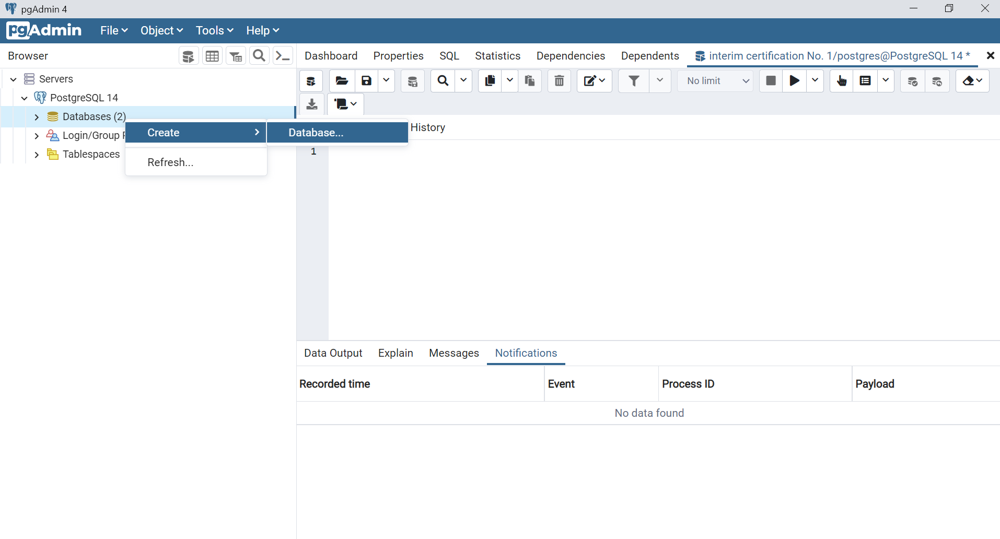 pgAdmin 4
pgAdmin File Object Tools Help
Browser
Dashboard Properties SQL Statistics Dependencies Dependents interim certification No. 1/postgres@PostgreSQL 14 *
Servers
No limit
PostgreSQL 14
Databases (2)
Create Database... History
Login/Group
Tablespaces
1
Refresh...
Data Output Explain Messages Notifications
Recorded time Event Process ID Payload
No data found